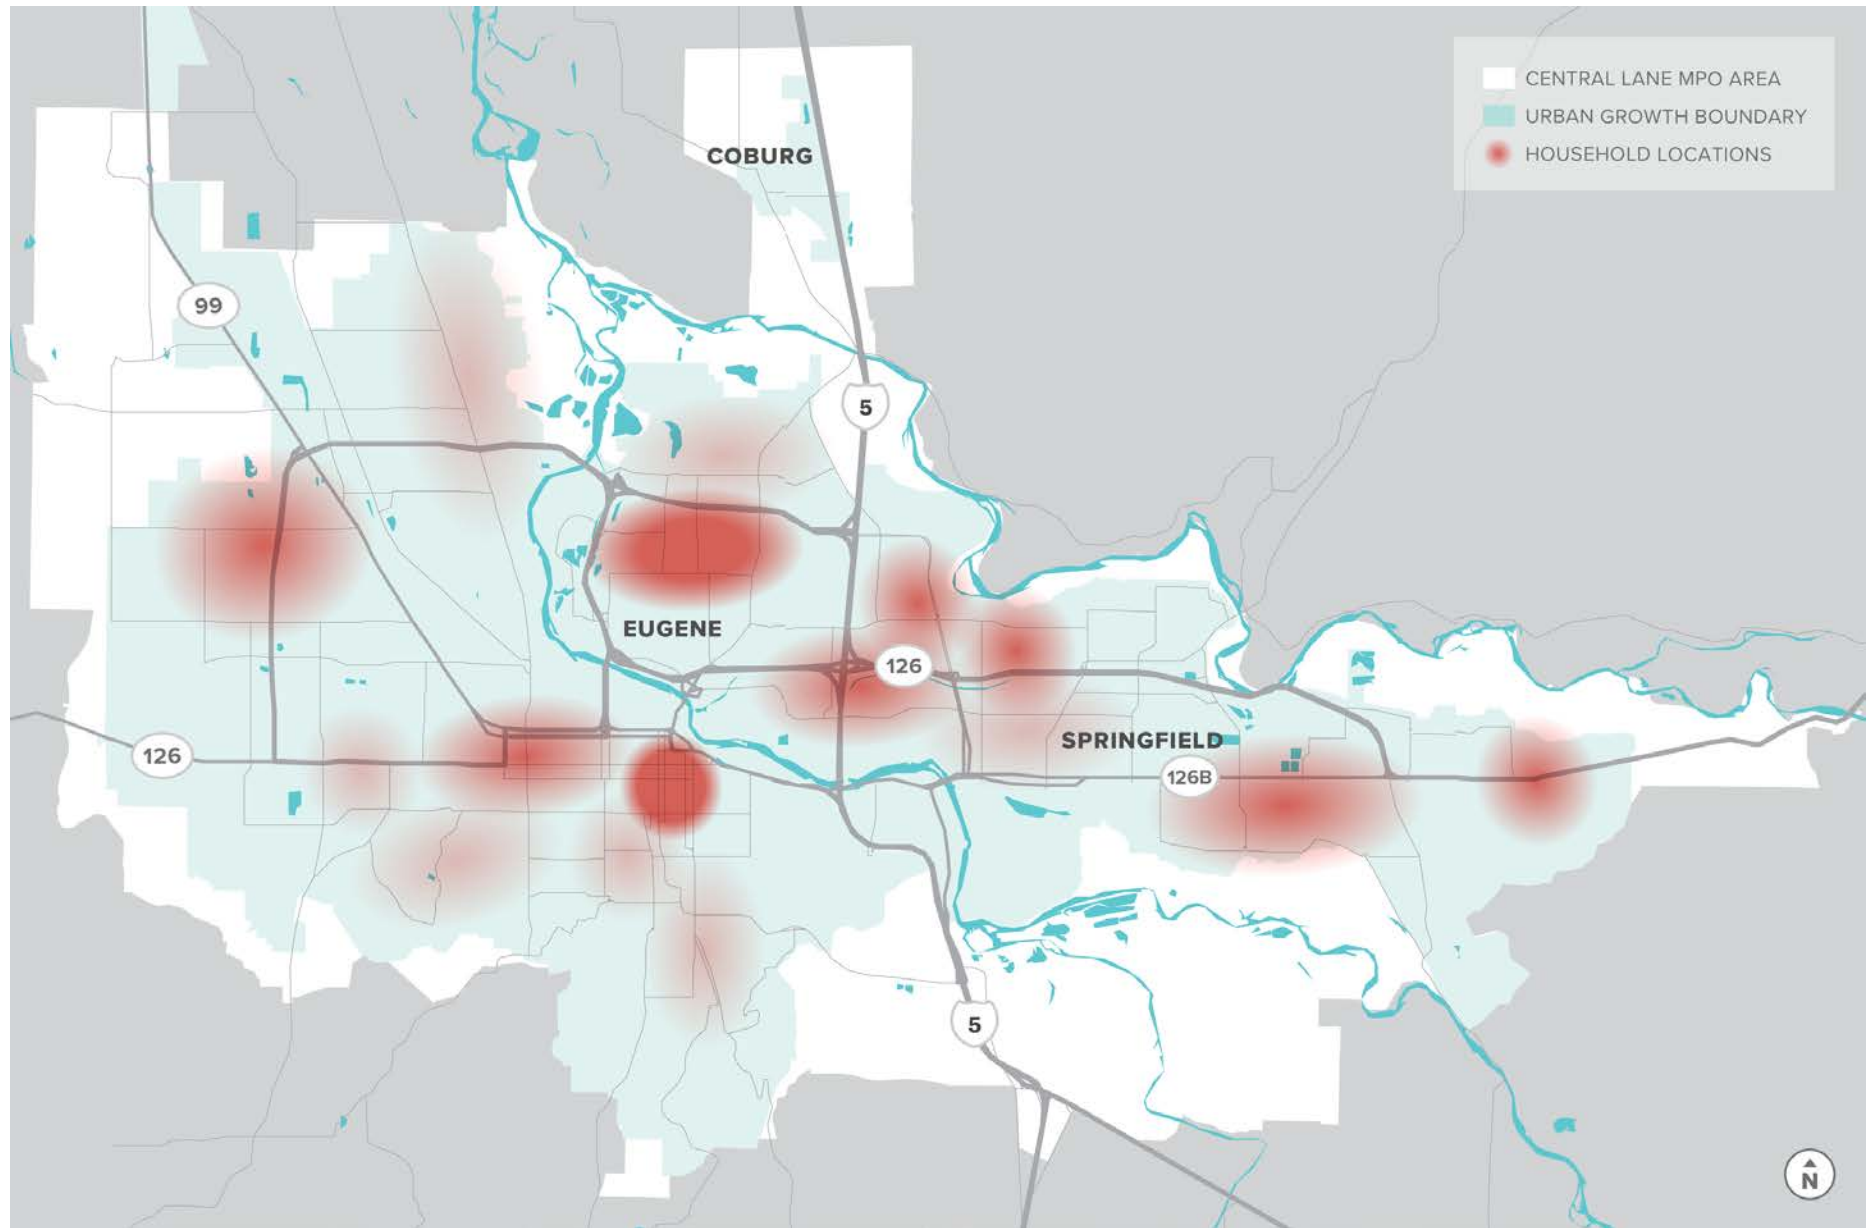 CENTRAL LANE MPO AREA
URBAN GROWTH BOUNDARY
HOUSEHOLD LOCATIONS
COBURG
99
5
EUGENE
126
SPRINGFIELD
126
126B
5
N